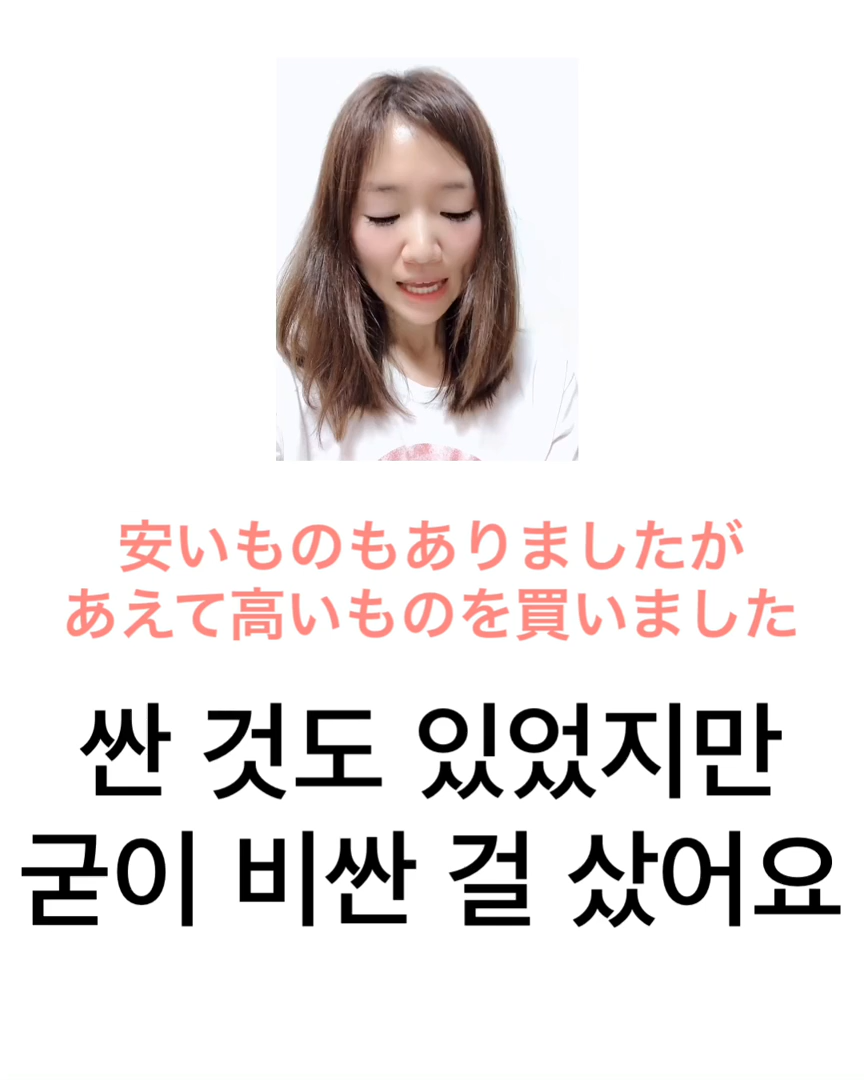 安いものもありましたが
あえて高いものを買いました
싼 것도 있었지만
굳이 비싼 걸 샀어요